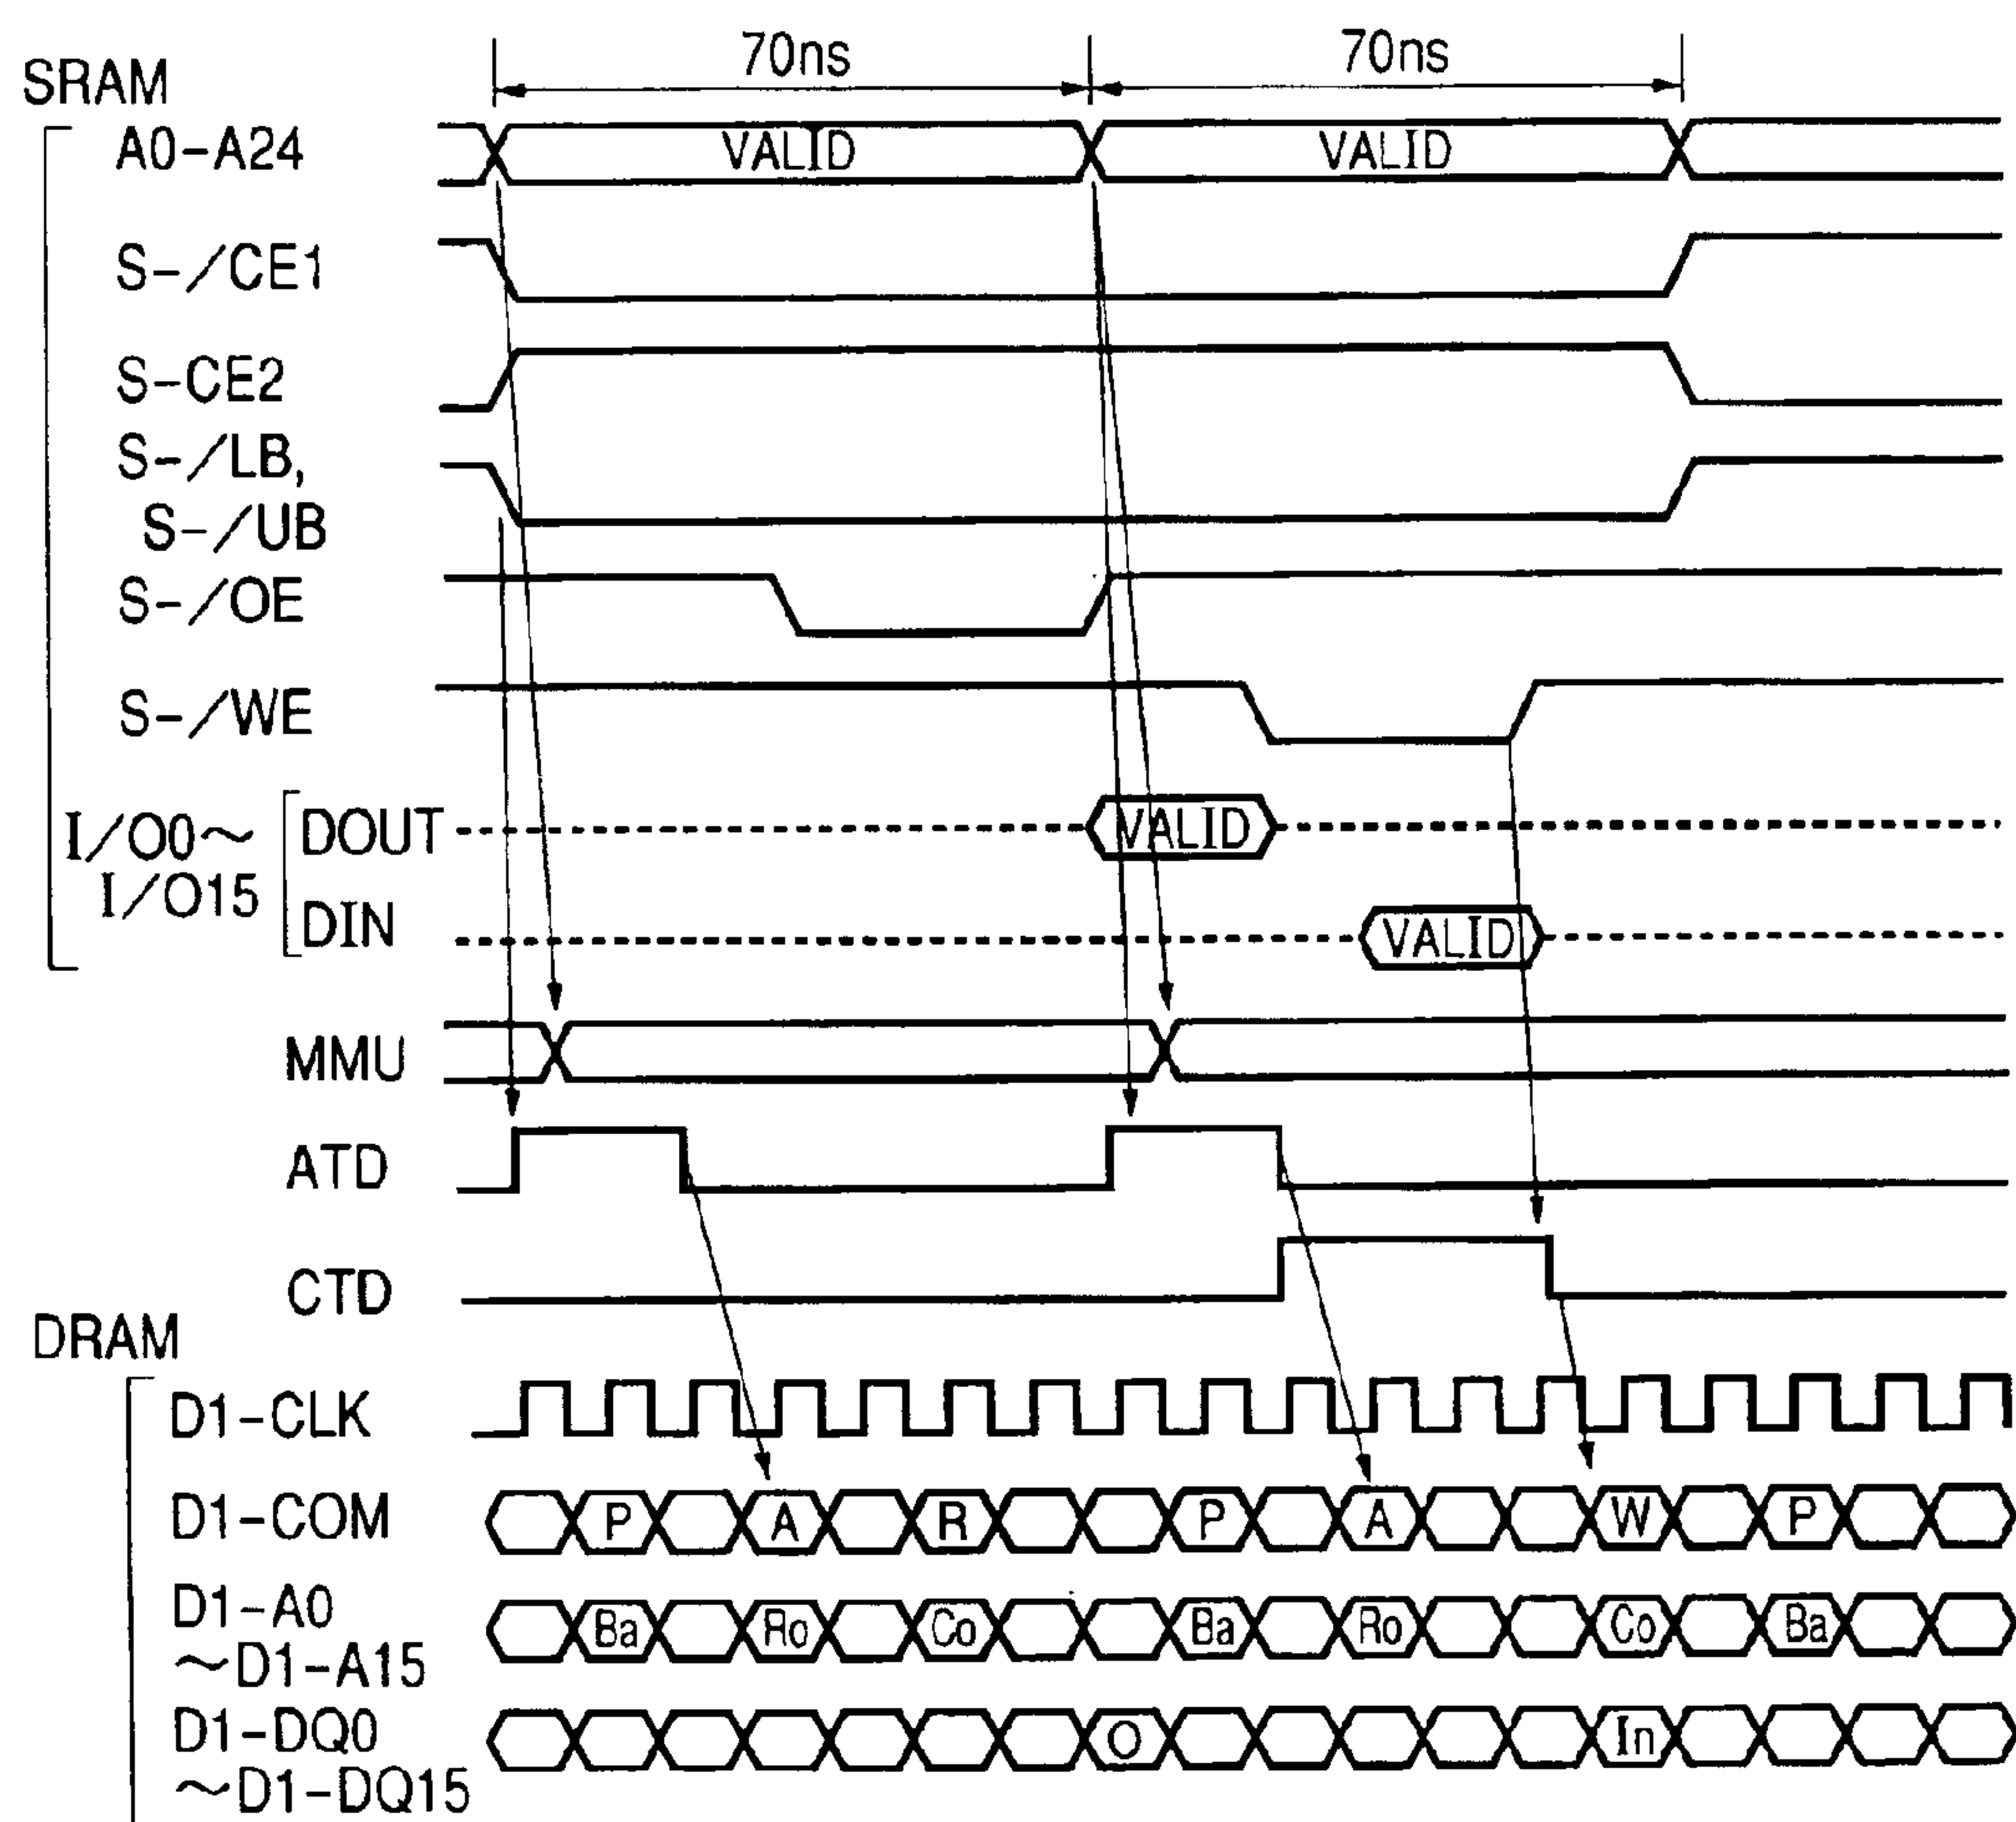 70ns 70ns
SRAM
A0-A24 VALID VALID
S-/CE1
S-CE2
S-/LB,
S-/UB
S-/OE
S-/WE
I/O0~ DOUT VALID
I/O15
DIN VALID
MMU
ATD
CTD
DRAM
D1-CLK
D1-COM P A R P A W P
D1-A0 Ba Ro Co Ba Ro Co Ba
~D1-A15
D1-DQ0 O In
~D1-DQ15